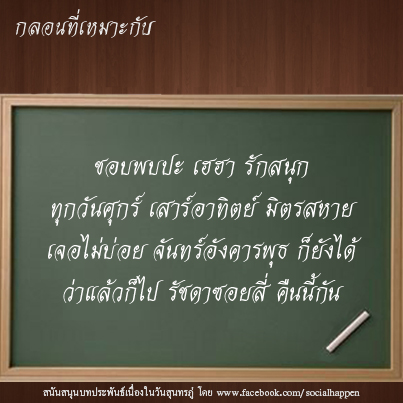 กลอนที่เหมาะกับ
ชอบพบปะ เฮฮา รักสนุก
ทุกวันศุกร์ เสาร์อาทิตย์ มิตรสหาย
เจอไม่บ่อย จันทร์อังคารพุธ ก็ยังได้
ว่าแล้วก็ไป รัชดาซอยสี่ คืนนี้กัน
สนันสนุนบทประพันธ์เนื่องในวันสุนทรภู่ โดย www.facebook.com/socialhappen